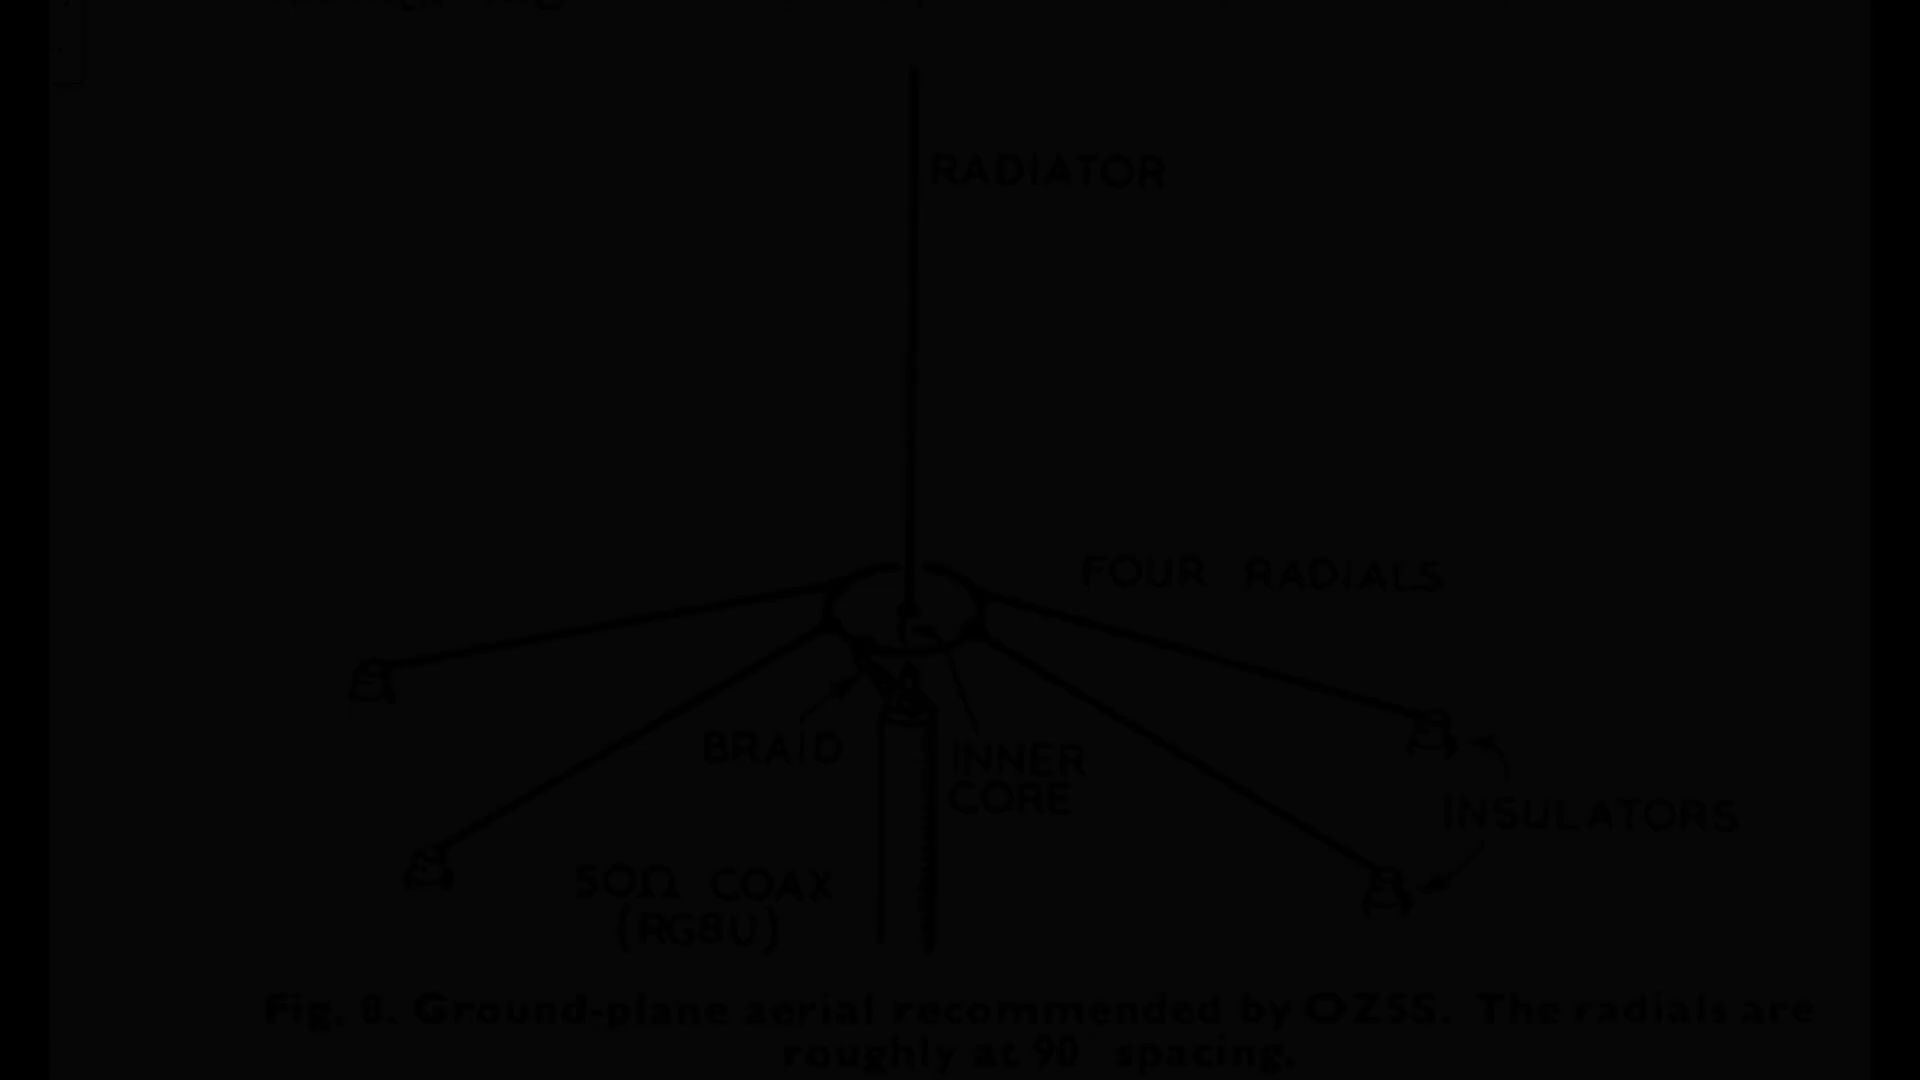 RADIATOR
FOUR RADIALS
BRAID
INNER
CORE
INSULATORS
50Ω COAX
(RG8U)
Fig. 8. Ground-plane aerial recommended by OZ5S. The radials are
roughly at 90° spacing.